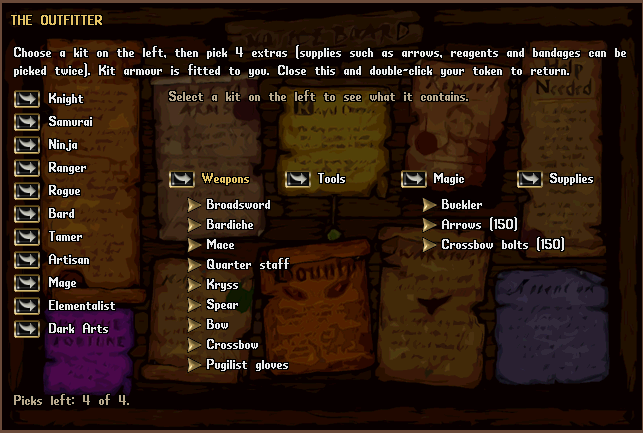 THE OUTFITTER
Choose a kit on the left, then pick 4 extras (supplies such as arrows, reagents and bandages can be
picked twice). Kit armour is fitted to you. Close this and double-click your token to return.
Knight
Samurai
Ninja
Ranger
Rogue
Bard
Tamer
Artisan
Mage
Elementalist
Dark Arts
Select a kit on the left to see what it contains.
Weapons
Tools
Magic
Supplies
Broadsword
Bardiche
Mace
Quarter staff
Kryss
Spear
Bow
Crossbow
Pugilist gloves
Buckler
Arrows (150)
Crossbow bolts (150)
Help
Needed
Picks left: 4 of 4.